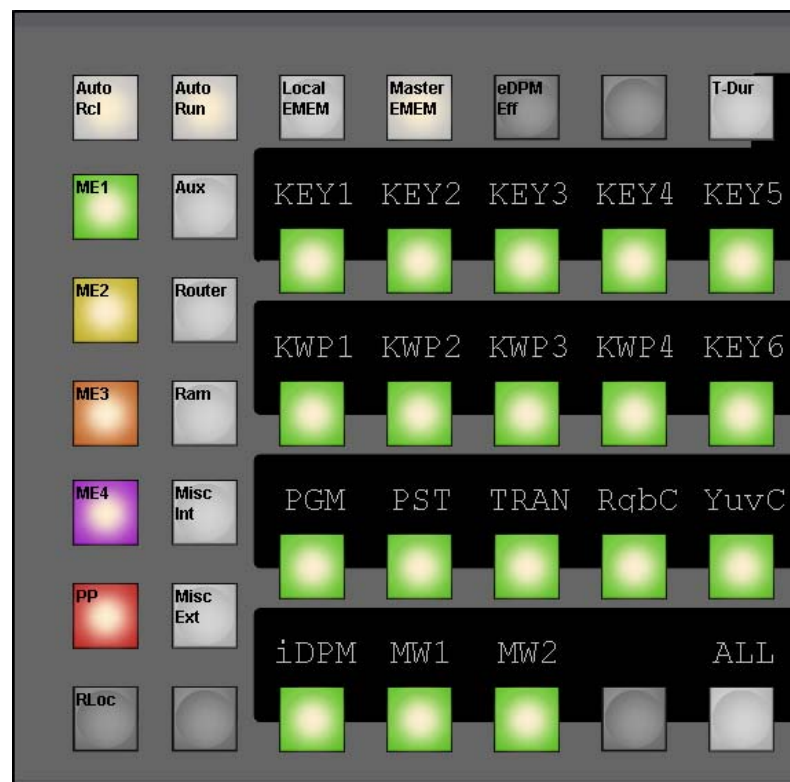 Auto Rcl
Auto Run
Local EMEM
Master EMEM
eDPM Eff
T-Dur
ME1
Aux
KEY1 KEY2 KEY3 KEY4 KEY5
ME2
Router
KWP1 KWP2 KWP3 KWP4 KEY6
ME3
Ram
ME4
Misc Int
PGM PST TRAN RgbC YuvC
PP
Misc Ext
iDPM MW1 MW2 ALL
RLoc